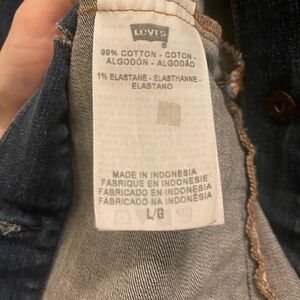 LEVI'S
99% COTTON - COTON -
ALGODÓN - ALGODÃO
1% ELASTANE - ELASTHANNE -
ELASTANO
MADE IN INDONESIA
FABRIQUE EN INDONESIE
FABRICADO EN INDONESIA
FABRICADO NA INDONESIA
L/G